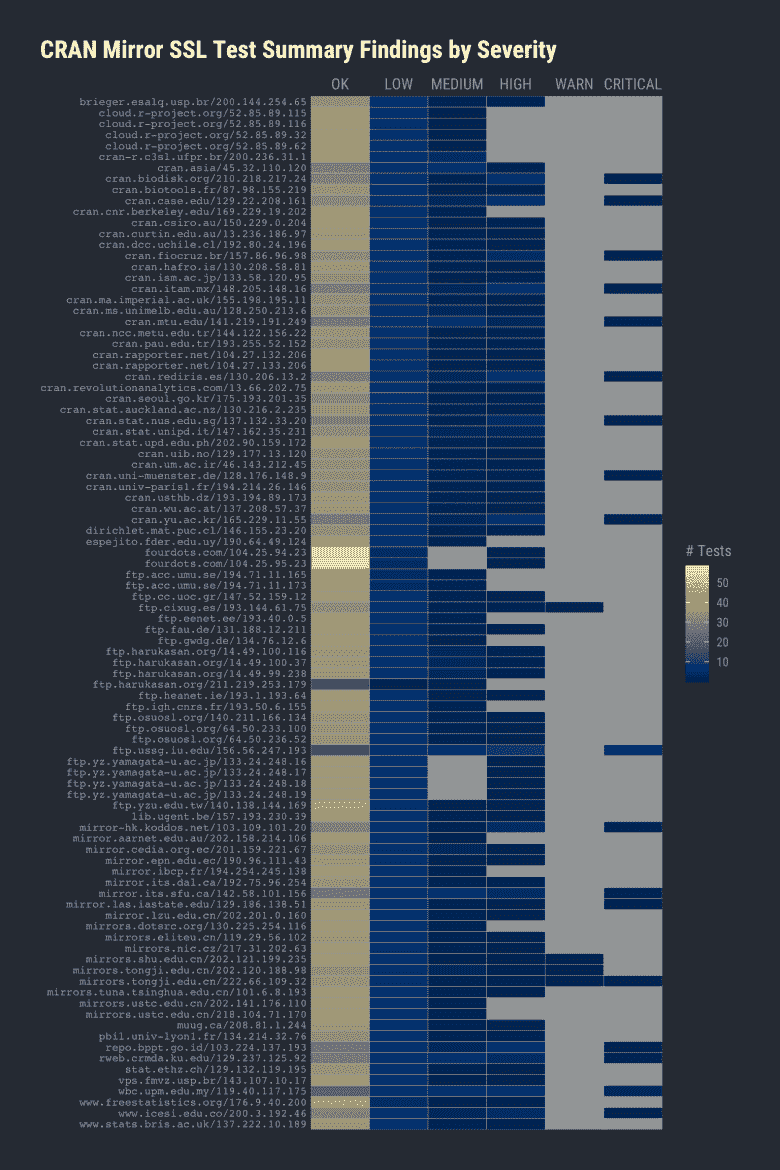 CRAN Mirror SSL Test Summary Findings by Severity
OK LOW MEDIUM HIGH WARN CRITICAL
brieger.esalq.usp.br/200.144.254.65
cloud.r-project.org/52.85.89.115
cloud.r-project.org/52.85.89.116
cloud.r-project.org/52.85.89.32
cloud.r-project.org/52.85.89.62
cran-r.c3sl.ufpr.br/200.236.31.1
cran.asia/45.32.110.120
cran.biodisk.org/210.218.217.24
cran.biotools.fr/87.98.155.219
cran.case.edu/129.22.208.161
cran.cnr.berkeley.edu/169.229.19.202
cran.csiro.au/150.229.0.204
cran.curtin.edu.au/13.236.186.97
cran.dcc.uchile.cl/192.80.24.196
cran.fiocruz.br/157.86.96.98
cran.hafro.is/130.208.58.81
cran.ism.ac.jp/133.58.120.95
cran.itam.mx/148.205.148.16
cran.ma.imperial.ac.uk/155.198.195.11
cran.ms.unimelb.edu.au/128.250.213.6
cran.mtu.edu/141.219.191.249
cran.ncc.metu.edu.tr/144.122.156.22
cran.pau.edu.tr/193.255.52.152
cran.rapporter.net/104.27.132.206
cran.rapporter.net/104.27.133.206
cran.rediris.es/130.206.13.2
cran.revolutionanalytics.com/13.66.202.75
cran.seoul.go.kr/175.193.201.35
cran.stat.auckland.ac.nz/130.216.2.235
cran.stat.nus.edu.sg/137.132.33.20
cran.stat.unipd.it/147.162.35.231
cran.stat.upd.edu.ph/202.90.159.172
cran.uib.no/129.177.13.120
cran.um.ac.ir/46.143.212.45
cran.uni-muenster.de/128.176.148.9
cran.univ-paris1.fr/194.214.26.146
cran.usthb.dz/193.194.89.173
cran.wu.ac.at/137.208.57.37
cran.yu.ac.kr/165.229.11.55
dirichlet.mat.puc.cl/146.155.23.20
espejito.fder.edu.uy/190.64.49.124
fourdots.com/104.25.94.23
fourdots.com/104.25.95.23
ftp.acc.umu.se/194.71.11.165
ftp.acc.umu.se/194.71.11.173
ftp.cc.uoc.gr/147.52.159.12
ftp.cixug.es/193.144.61.75
ftp.eenet.ee/193.40.0.5
ftp.fau.de/131.188.12.211
ftp.gwdg.de/134.76.12.6
ftp.harukasan.org/14.49.100.116
ftp.harukasan.org/14.49.100.37
ftp.harukasan.org/14.49.99.238
ftp.harukasan.org/211.219.253.179
ftp.heanet.ie/193.1.193.64
ftp.igh.cnrs.fr/193.50.6.155
ftp.osuosl.org/140.211.166.134
ftp.osuosl.org/64.50.233.100
ftp.osuosl.org/64.50.236.52
ftp.ussg.iu.edu/156.56.247.193
ftp.yz.yamagata-u.ac.jp/133.24.248.16
ftp.yz.yamagata-u.ac.jp/133.24.248.17
ftp.yz.yamagata-u.ac.jp/133.24.248.18
ftp.yz.yamagata-u.ac.jp/133.24.248.19
ftp.yzu.edu.tw/140.138.144.169
lib.ugent.be/157.193.230.39
mirror-hk.koddos.net/103.109.101.20
mirror.aarnet.edu.au/202.158.214.106
mirror.cedia.org.ec/201.159.221.67
mirror.epn.edu.ec/190.96.111.43
mirror.ibcp.fr/194.254.245.138
mirror.its.dal.ca/192.75.96.254
mirror.its.sfu.ca/142.58.101.156
mirror.las.iastate.edu/129.186.138.51
mirror.lzu.edu.cn/202.201.0.160
mirrors.dotsrc.org/130.225.254.116
mirrors.eliteu.cn/119.29.56.102
mirrors.nic.cz/217.31.202.63
mirrors.shu.edu.cn/202.121.199.235
mirrors.tongji.edu.cn/202.120.188.98
mirrors.tongji.edu.cn/222.66.109.32
mirrors.tuna.tsinghua.edu.cn/101.6.8.193
mirrors.ustc.edu.cn/202.141.176.110
mirrors.ustc.edu.cn/218.104.71.170
muug.ca/208.81.1.244
pbil.univ-lyon1.fr/134.214.32.76
repo.bppt.go.id/103.224.137.193
rweb.crmda.ku.edu/129.237.125.92
stat.ethz.ch/129.132.119.195
vps.fmvz.usp.br/143.107.10.17
wbc.upm.edu.my/119.40.117.175
www.freestatistics.org/176.9.40.200
www.icesi.edu.co/200.3.192.46
www.stats.bris.ac.uk/137.222.10.189
# Tests
50
40
30
20
10